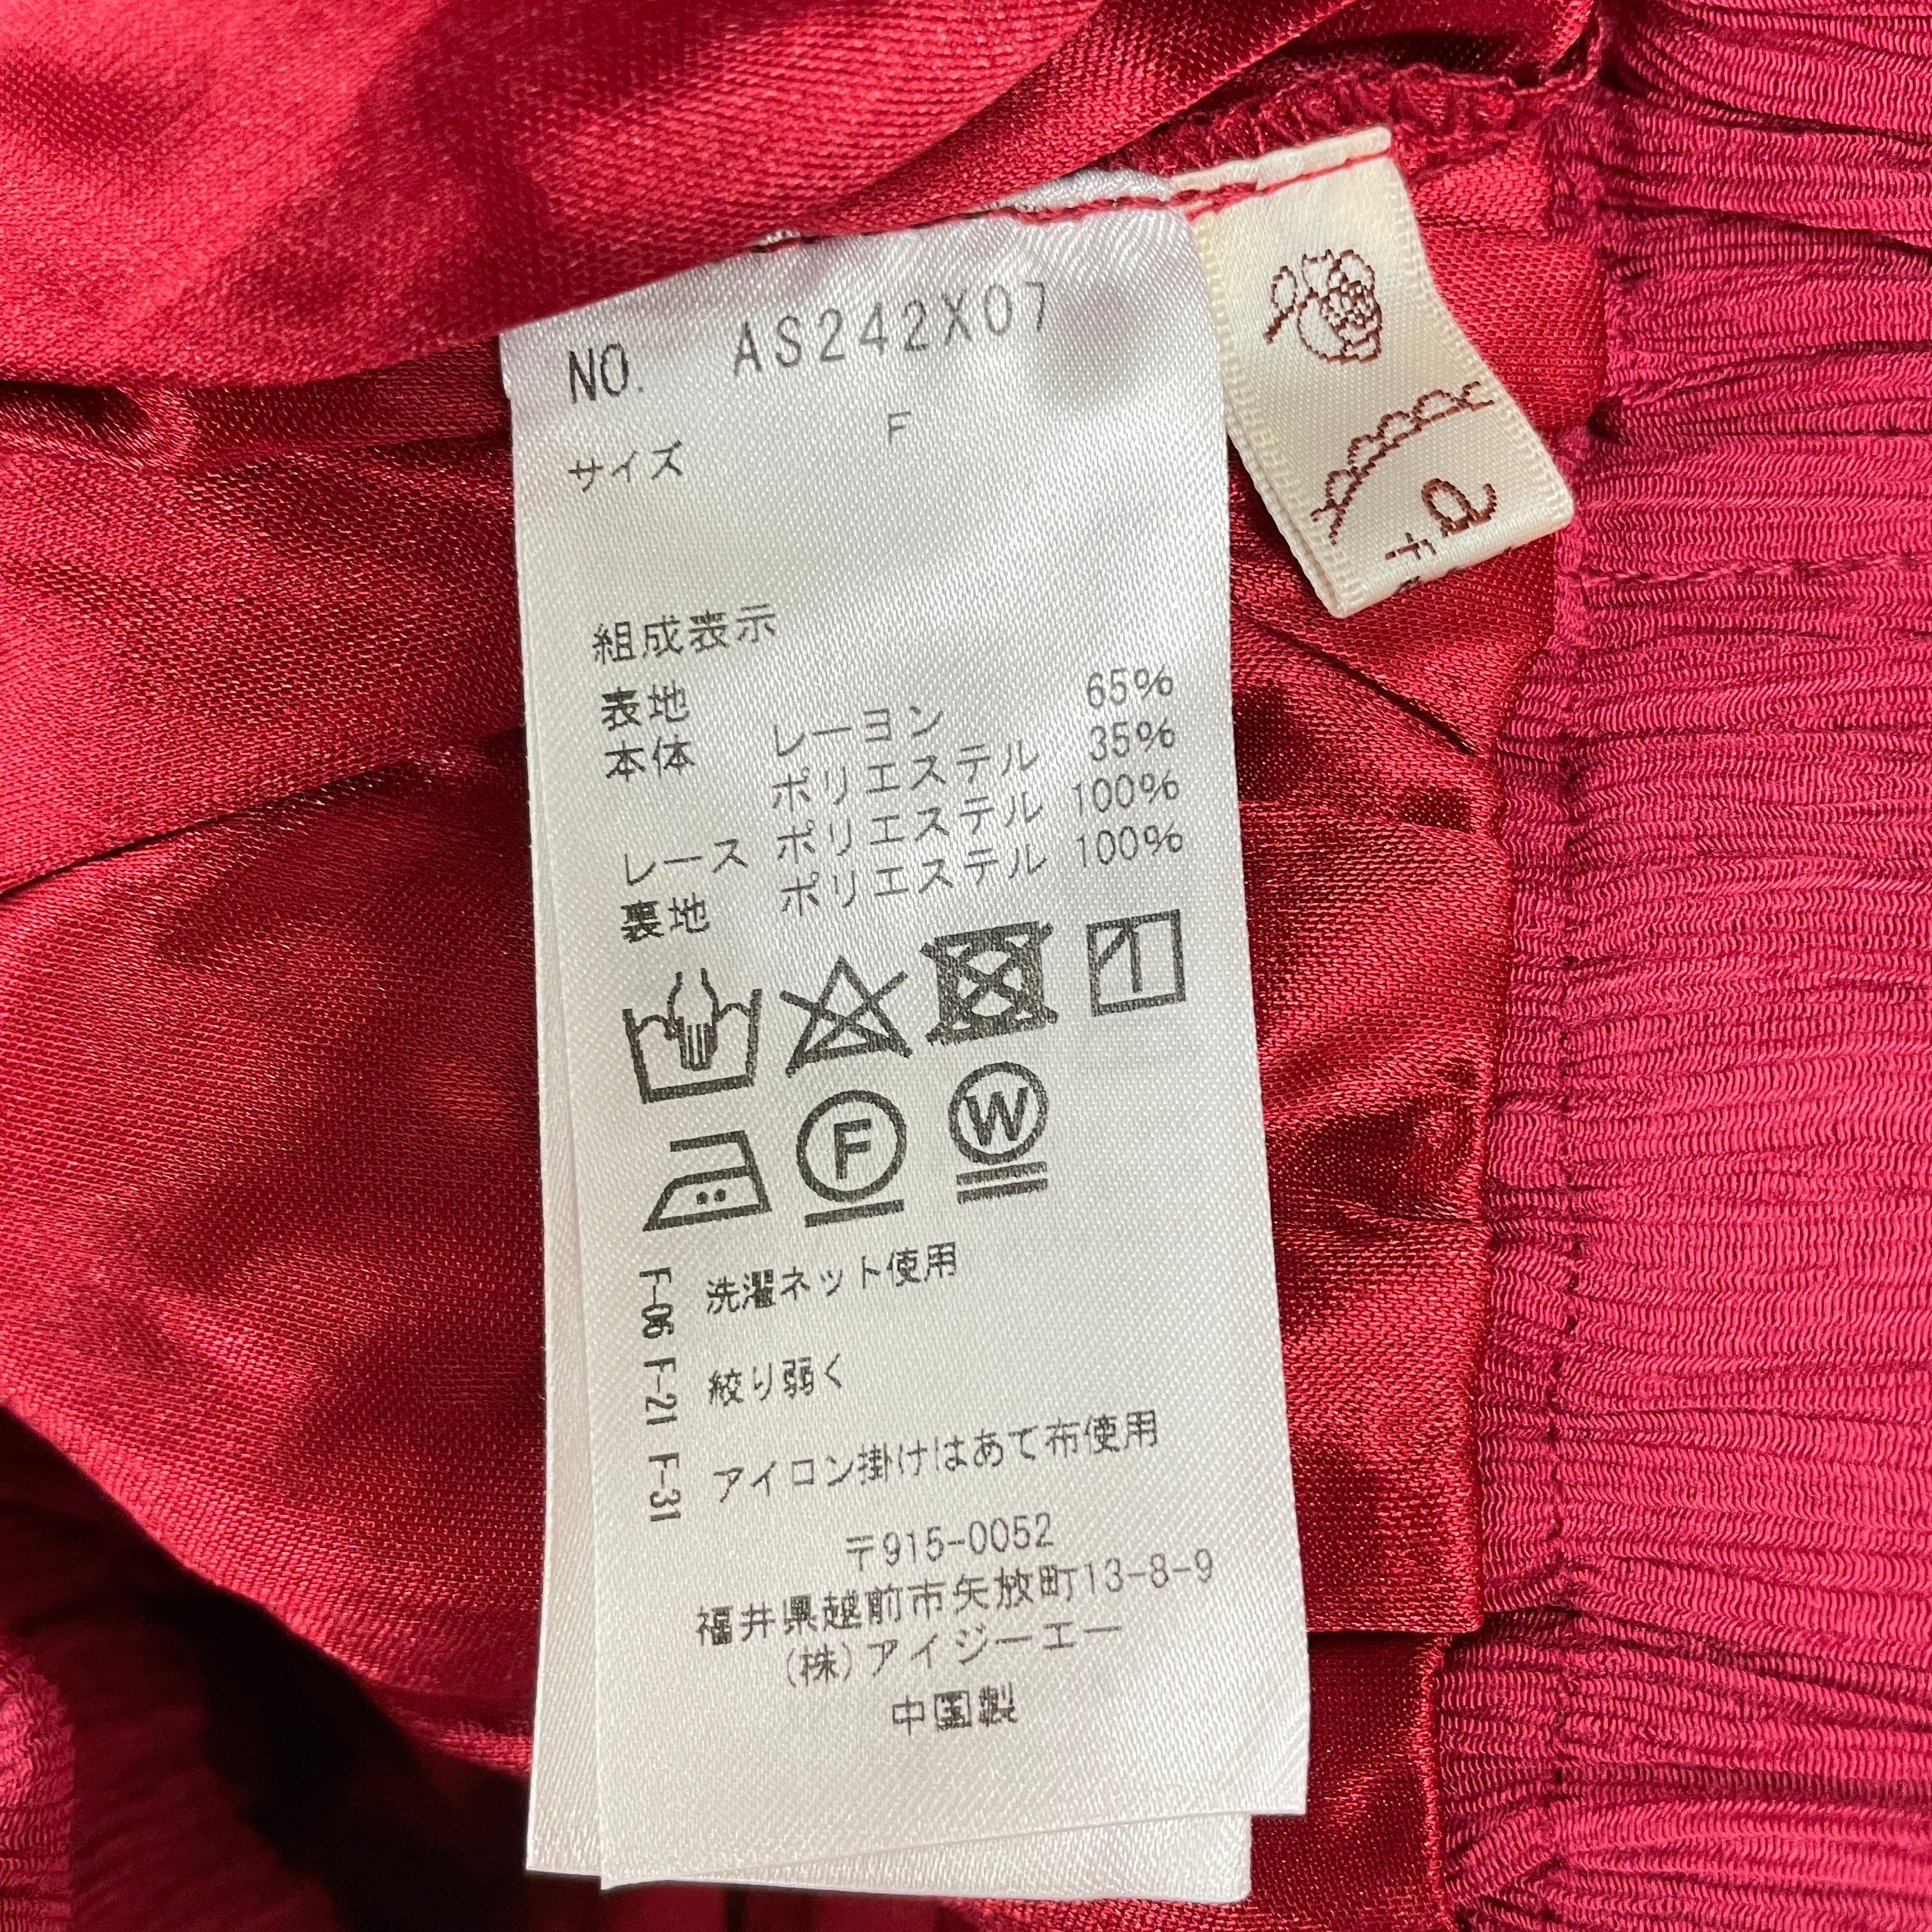 NO. AS242X07
サイズ F
組成表示
表地
本体 レーヨン 65%
ポリエステル 35%
レース ポリエステル 100%
裏地 ポリエステル 100%
F
W
F-06 洗濯ネット使用
F-21 絞り弱く
F-31 アイロン掛けはあて布使用
〒915-0052
福井県越前市矢放町13-8-9
(株)アイジーエー
中国製
a